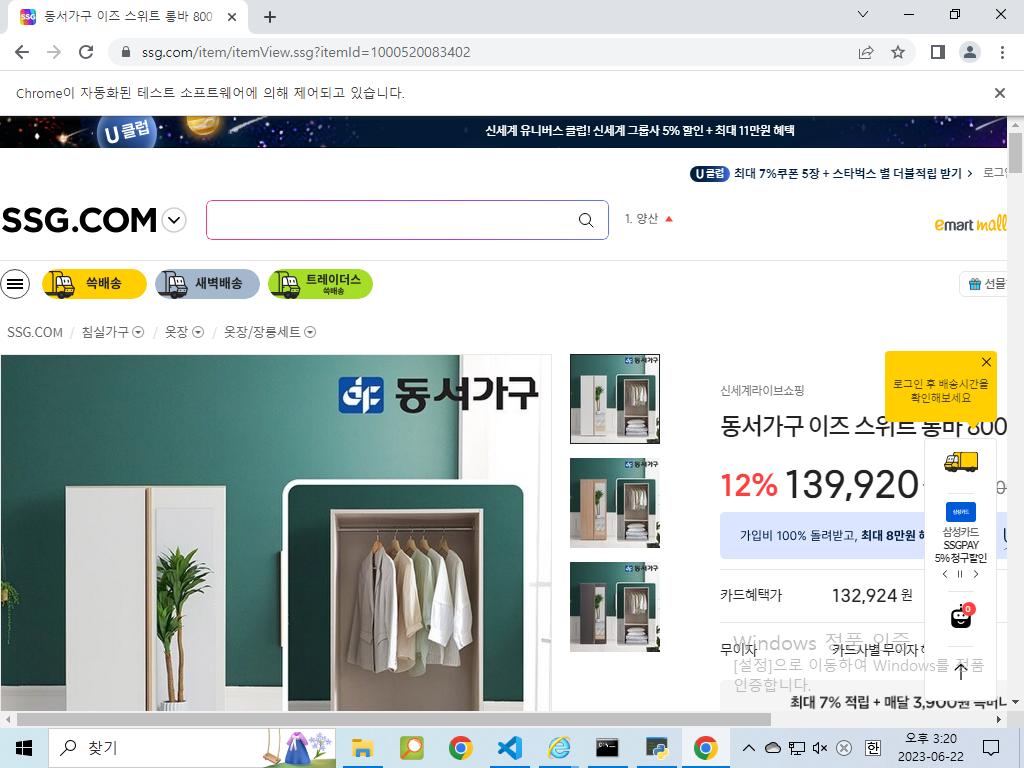 동서가구 이즈 스위트 롱바 800
Chrome이 자동화된 테스트 소프트웨어에 의해 제어되고 있습니다.
ssg.com/item/itemView.ssg?itemId=1000520083402
U 클럽
신세계 유니버스 클럽! 신세계 그룹사 5% 할인 + 최대 11만원 혜택
U 클럽 최대 7%쿠폰 5장 + 스타벅스 별 더블적립 받기 >
SSG.COM
1. 양산
emart mall
쓱배송
새벽배송
트레이더스
쓱배송
선물
SSG.COM / 침실가구 / 옷장 / 옷장/장롱세트
동서가구
로그인 후 배송시간을
확인해보세요
신세계라이브쇼핑
동서가구 이즈 스위트 롱바 800
12% 139,920
삼성카드
삼성카드
SSGPAY
5% 청구할인
가입비 100% 돌려받고, 최대 8만원
카드혜택가 132,924 원
0
무이자 카드사별 무이자
Windows 정품 인증
[설정]으로 이동하여 Windows를 정품
인증합니다.
최대 7% 적립 + 매달 3,900원
찾기
오후 3:20
2023-06-22
한